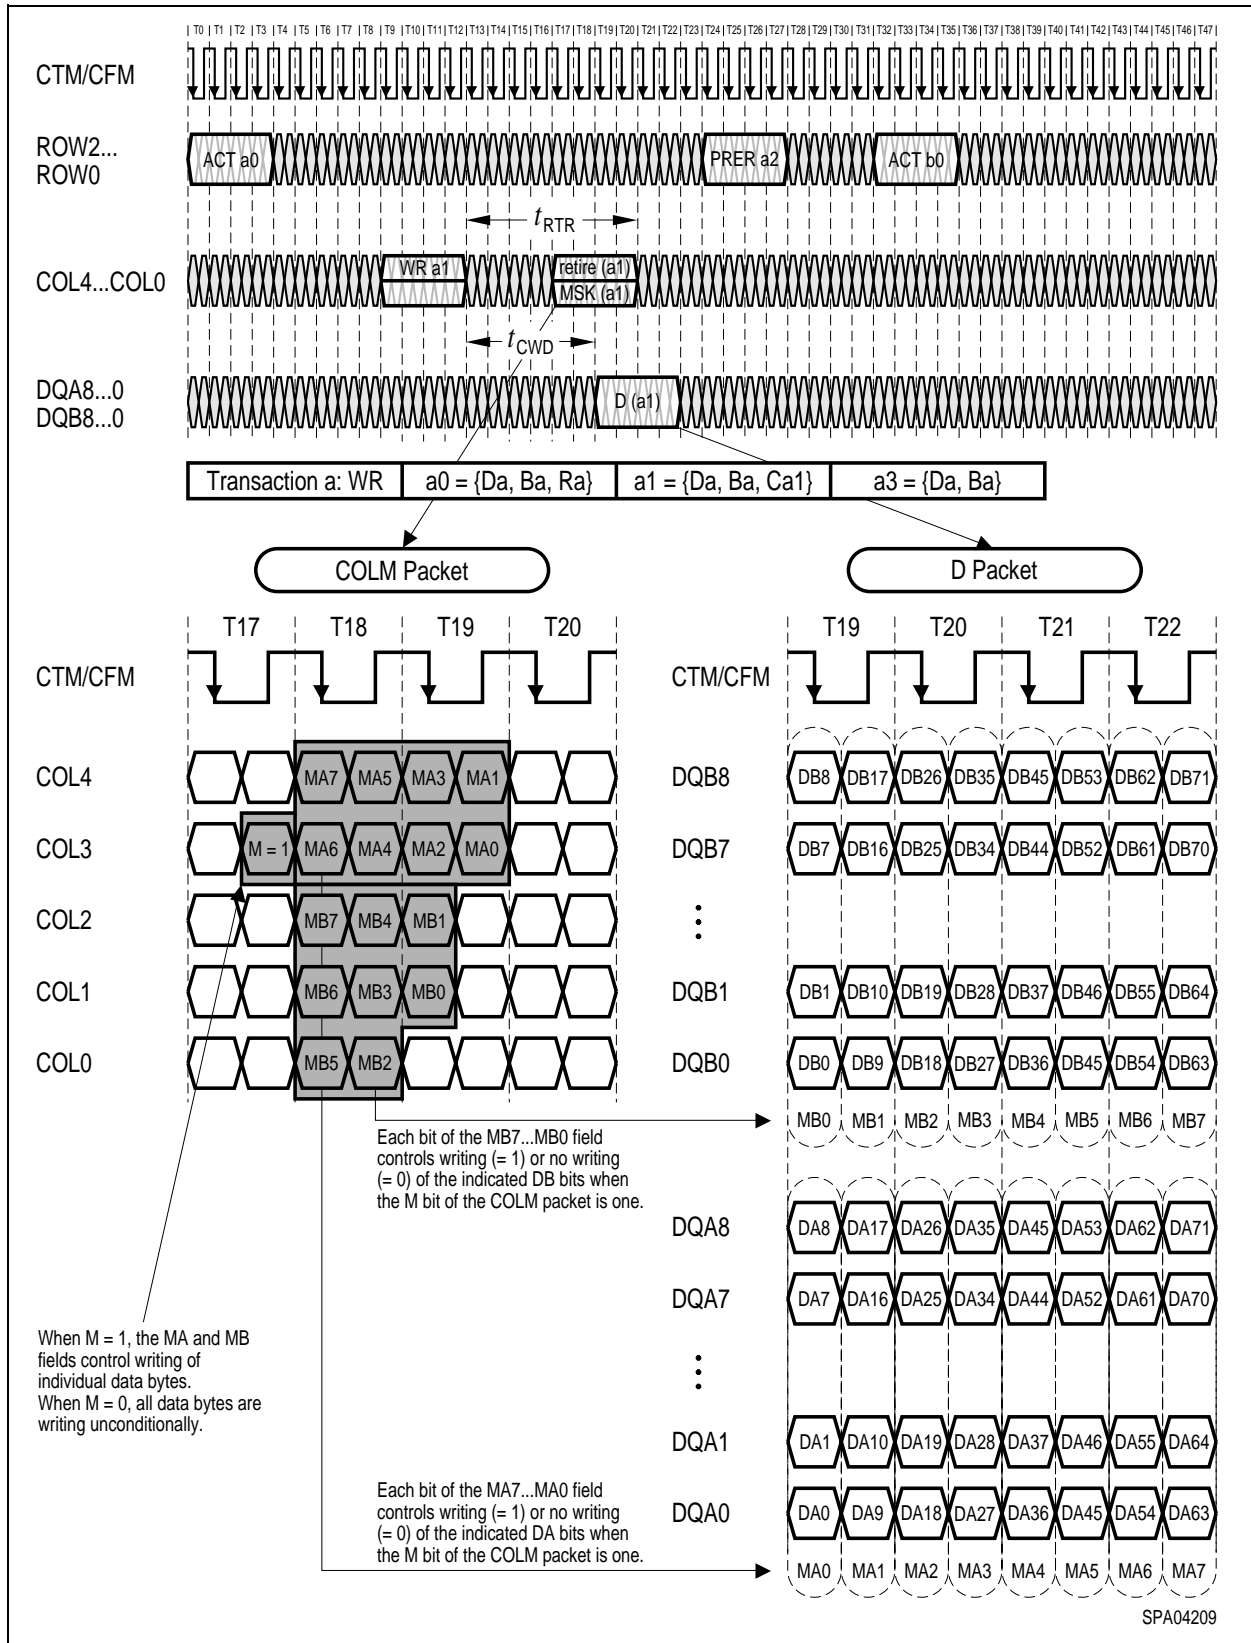 T0 T1 T2 T3 T4 T5 T6 T7 T8 T9 T10 T11 T12 T13 T14 T15 T16 T17 T18 T19 T20 T21 T22 T23 T24 T25 T26 T27 T28 T29 T30 T31 T32 T33 T34 T35 T36 T37 T38 T39 T40 T41 T42 T43 T44 T45 T46 T47
CTM/CFM
ROW2...
ROW0
ACT a0 PRER a2 ACT b0
tRTR
COL4...COL0
WR a1 retire (a1)
MSK (a1)
tCWD
DQA8...0
DQB8...0
D (a1)
Transaction a: WR a0 = {Da, Ba, Ra} a1 = {Da, Ba, Ca1} a3 = {Da, Ba}
COLM Packet D Packet
T17 T18 T19 T20 T19 T20 T21 T22
CTM/CFM CTM/CFM
COL4 MA7 MA5 MA3 MA1 DQB8 DB8 DB17 DB26 DB35 DB45 DB53 DB62 DB71
COL3 M = 1 MA6 MA4 MA2 MA0 DQB7 DB7 DB16 DB25 DB34 DB44 DB52 DB61 DB70
COL2 MB7 MB4 MB1
COL1 MB6 MB3 MB0 DQB1 DB1 DB10 DB19 DB28 DB37 DB46 DB55 DB64
COL0 MB5 MB2 DQB0 DB0 DB9 DB18 DB27 DB36 DB45 DB54 DB63
MB0 MB1 MB2 MB3 MB4 MB5 MB6 MB7
Each bit of the MB7...MB0 field
controls writing (= 1) or no writing
(= 0) of the indicated DB bits when
the M bit of the COLM packet is one.
DQA8 DA8 DA17 DA26 DA35 DA45 DA53 DA62 DA71
DQA7 DA7 DA16 DA25 DA34 DA44 DA52 DA61 DA70
When M = 1, the MA and MB
fields control writing of
individual data bytes.
When M = 0, all data bytes are
writing unconditionally.
DQA1 DA1 DA10 DA19 DA28 DA37 DA46 DA55 DA64
Each bit of the MA7...MA0 field
controls writing (= 1) or no writing
(= 0) of the indicated DA bits when
the M bit of the COLM packet is one.
DQA0 DA0 DA9 DA18 DA27 DA36 DA45 DA54 DA63
MA0 MA1 MA2 MA3 MA4 MA5 MA6 MA7
SPA04209